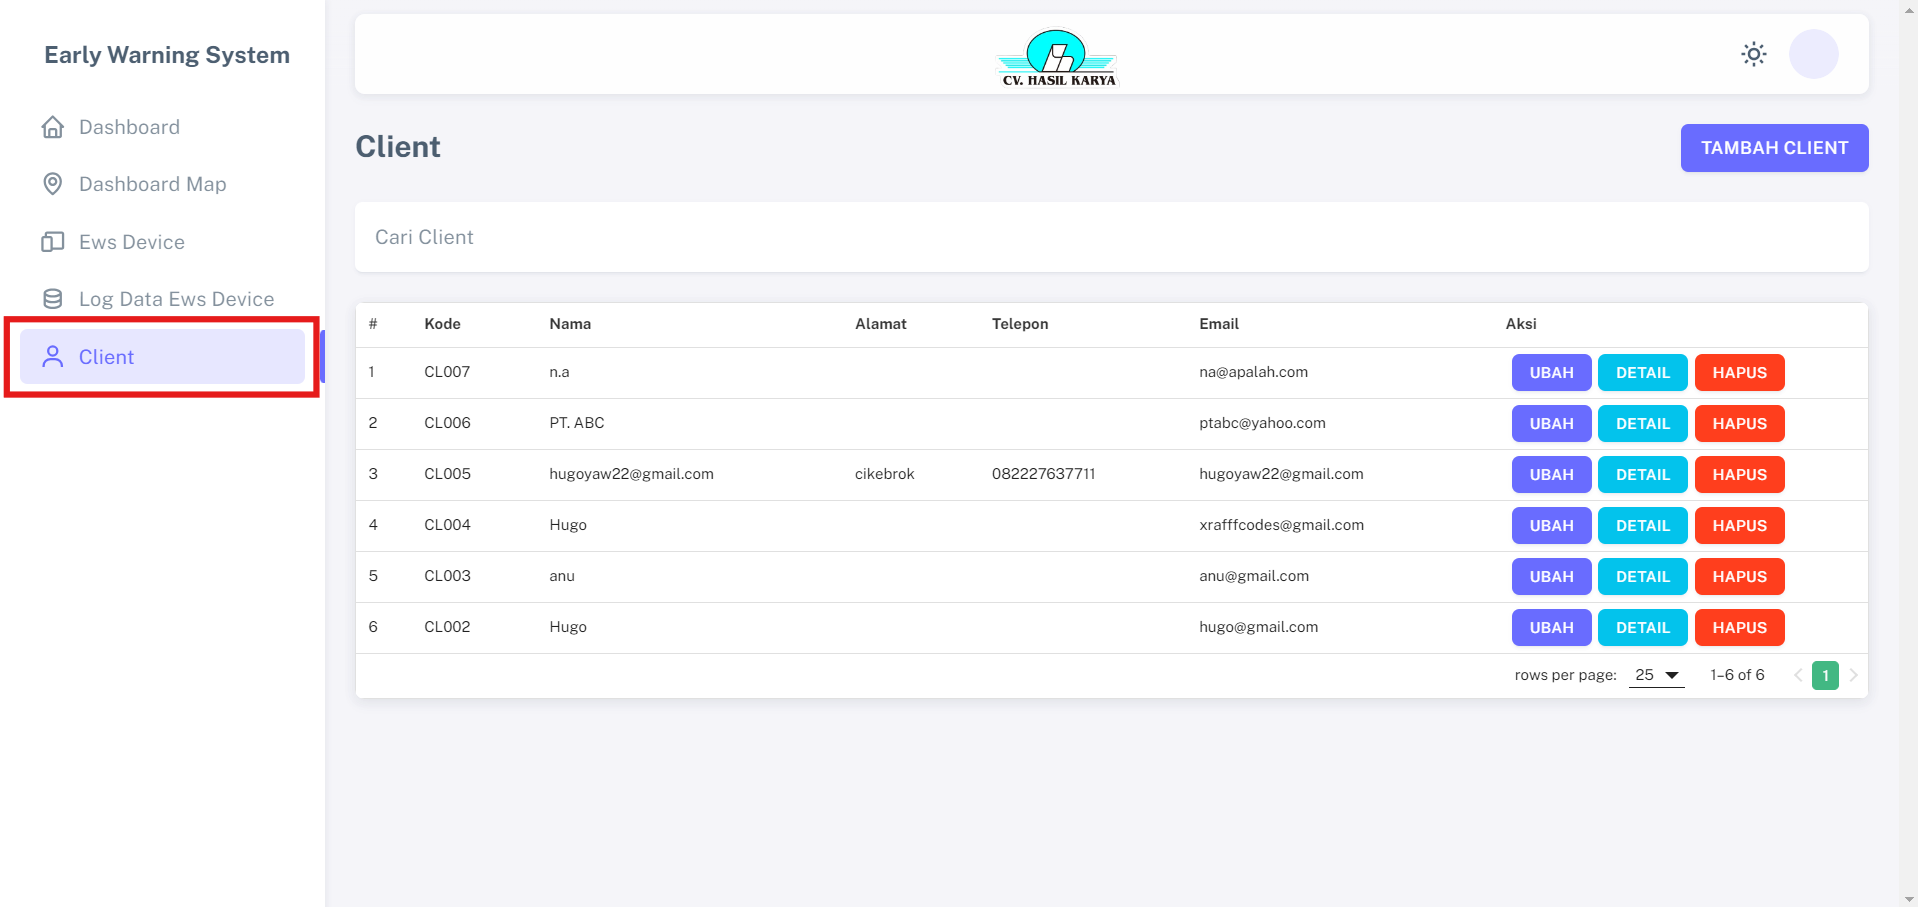 Early Warning System
Dashboard
Dashboard Map
Ews Device
Log Data Ews Device
Client
CV. HASIL KARYA
Client
TAMBAH CLIENT
Cari Client
# Kode Nama Alamat Telepon Email Aksi
1 CL007 n.a na@apalah.com UBAH DETAIL HAPUS
2 CL006 PT. ABC ptabc@yahoo.com UBAH DETAIL HAPUS
3 CL005 hugoyaw22@gmail.com cikebrok 082227637711 hugoyaw22@gmail.com UBAH DETAIL HAPUS
4 CL004 Hugo xrafffcodes@gmail.com UBAH DETAIL HAPUS
5 CL003 anu anu@gmail.com UBAH DETAIL HAPUS
6 CL002 Hugo hugo@gmail.com UBAH DETAIL HAPUS
rows per page: 25 1–6 of 6 1